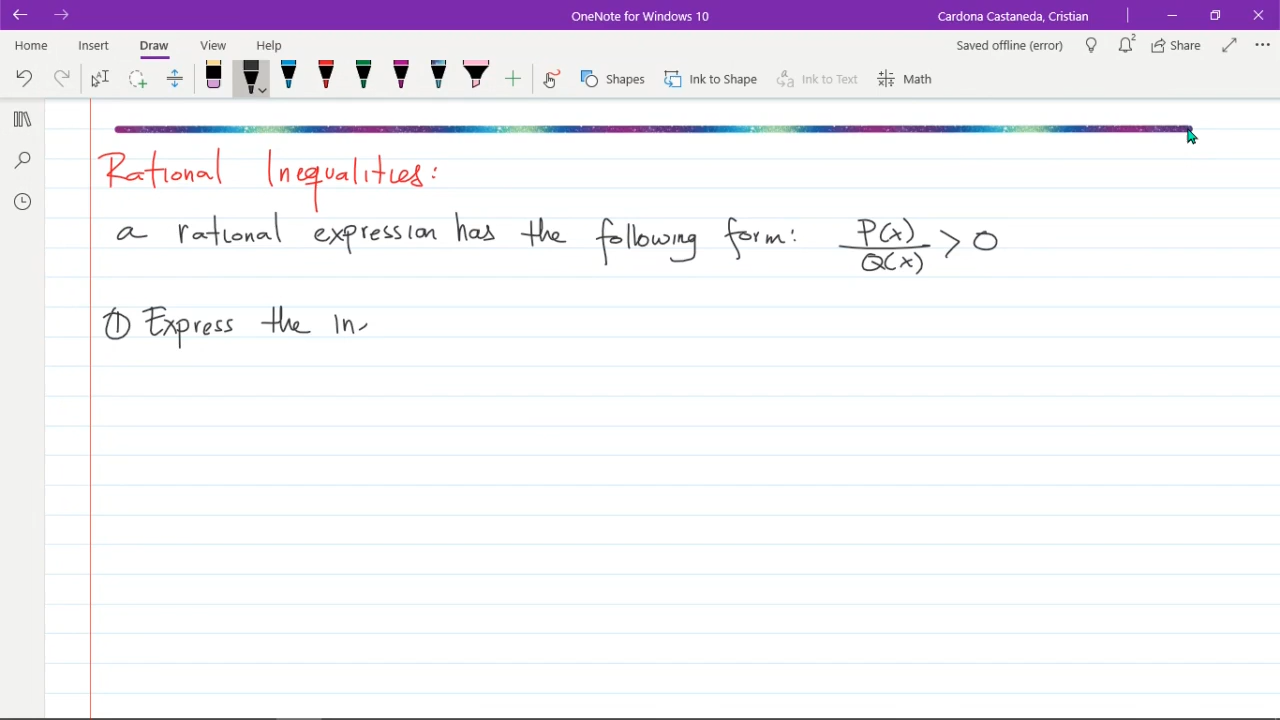 OneNote for Windows 10
Cardona Castaneda, Cristian
Home Insert Draw View Help
Saved offline (error)
2
Share
Shapes
Ink to Shape
Ink to Text
Math
Rational Inequalities:
a rational expression has the following form: P(x)/Q(x) > 0
① Express the in